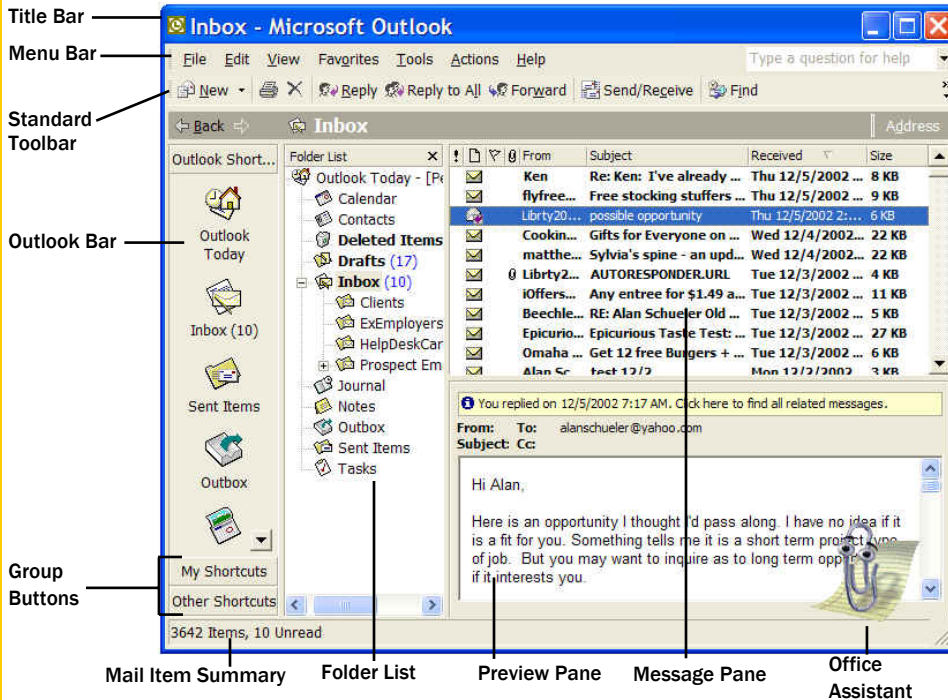 Title Bar
Inbox - Microsoft Outlook
Menu Bar
File Edit View Favorites Tools Actions Help
Type a question for help
Standard Toolbar
New Reply Reply to All Forward Send/Receive Find
Back Inbox Address
Outlook Bar
Outlook Short...
Outlook Today
Inbox (10)
Sent Items
Outbox
Group Buttons
My Shortcuts
Other Shortcuts
Folder List X
Outlook Today - [Pe
Calendar
Contacts
Deleted Items
Drafts (17)
Inbox (10)
Clients
ExEmployers
HelpDeskCar
Prospect Em
Journal
Notes
Outbox
Sent Items
Tasks
! From Subject Received Size
Ken Re: Ken: I've already ... Thu 12/5/2002 ... 8 KB
flyfree... Free stocking stuffers ... Thu 12/5/2002 ... 9 KB
Librty20... possible opportunity Thu 12/5/2002 2:... 6 KB
Cookin... Gifts for Everyone on ... Wed 12/4/2002... 22 KB
matthe... Sylvia's spine - an upd... Wed 12/4/2002... 22 KB
Librty2... AUTORESPONDER.URL Tue 12/3/2002 ... 4 KB
iOffers... Any entree for $1.49 a... Tue 12/3/2002 ... 11 KB
Beechle... RE: Alan Schueler Old ... Tue 12/3/2002 ... 5 KB
Epicurio... Epicurious Taste Test: ... Tue 12/3/2002 ... 27 KB
Omaha ... Get 12 free Burgers + ... Tue 12/3/2002 ... 6 KB
Alan Sc test 12/2 Mon 12/2/2002 3 KB
You replied on 12/5/2002 7:17 AM. Click here to find all related messages.
From: To: alanschueler@yahoo.com
Subject: Cc:
Hi Alan,
Here is an opportunity I thought I'd pass along. I have no idea if it
is a fit for you. Something tells me it is a short term project type
of job. But you may want to inquire as to long term opp
if it interests you.
3642 Items, 10 Unread
Mail Item Summary
Folder List
Preview Pane
Message Pane
Office Assistant